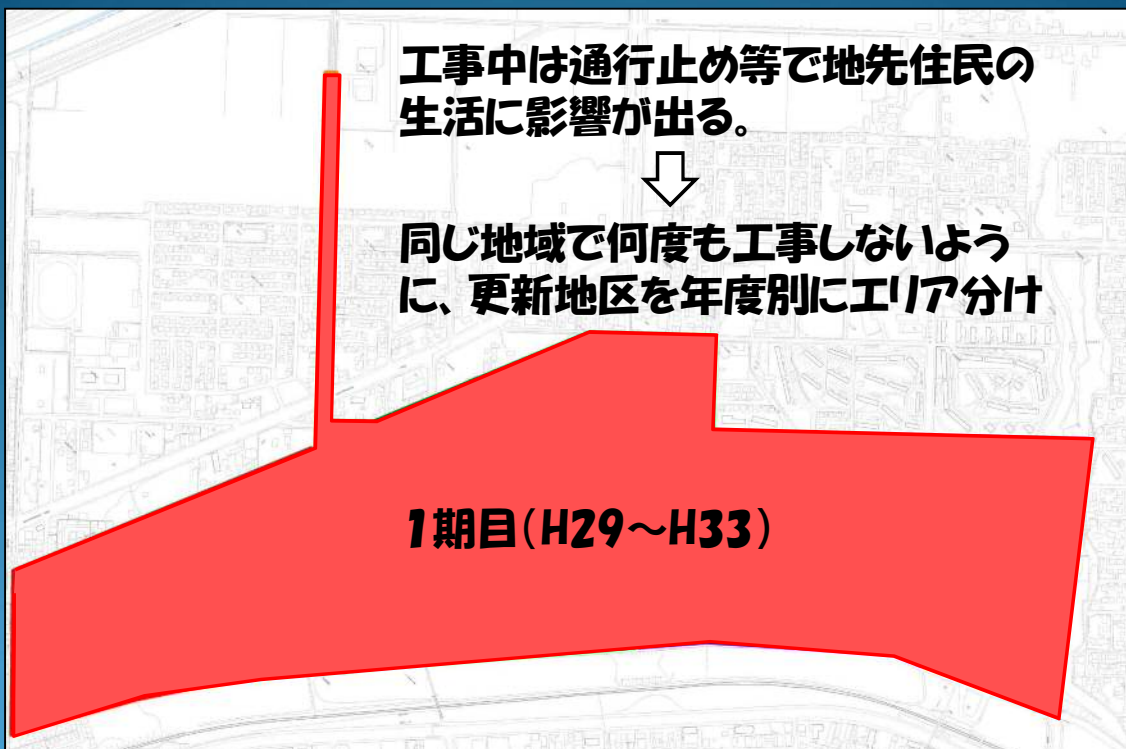 工事中は通行止め等で地先住民の
生活に影響が出る。
同じ地域で何度も工事しないよう
に、更新地区を年度別にエリア分け
1期目(H29～H33)